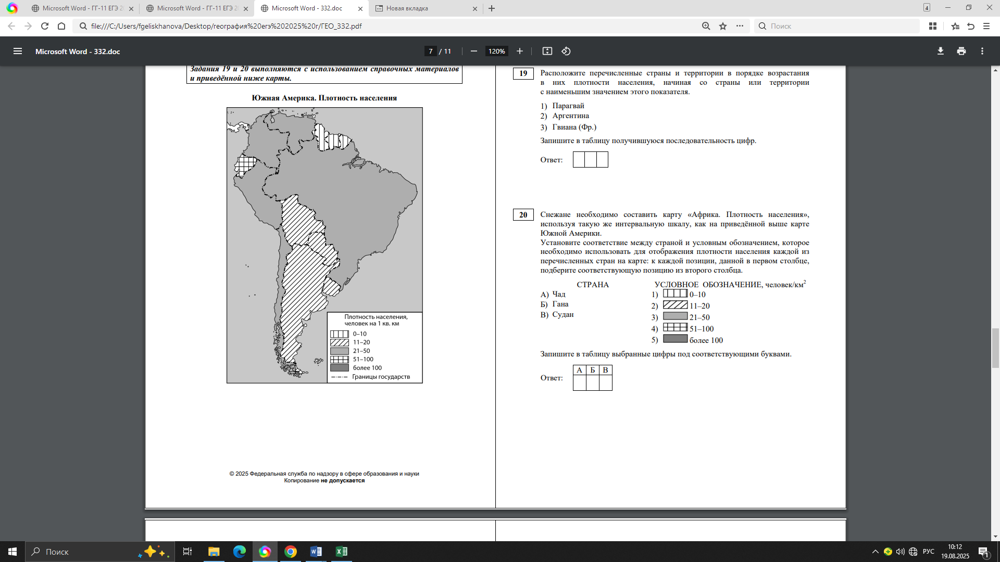 Microsoft Word - ГГ-11 ЕГЭ 2
Microsoft Word - ГГ-11 ЕГЭ 2
Microsoft Word - 332.doc
Новая вкладка
4
file:///C:/Users/fgeliskhanova/Desktop/география%20егэ%202025%20г/ГЕО_332.pdf
Поиск
Microsoft Word - 332.doc
7 / 11
120%
Задания 19 и 20 выполняются с использованием справочных материалов
и приведённой ниже карты.
Южная Америка. Плотность населения
Плотность населения,
человек на 1 кв. км
0–10
11–20
21–50
51–100
более 100
Границы государств
© 2025 Федеральная служба по надзору в сфере образования и науки
Копирование не допускается
19
Расположите перечисленные страны и территории в порядке возрастания
в них плотности населения, начиная со страны или территории
с наименьшим значением этого показателя.
1) Парагвай
2) Аргентина
3) Гвиана (Фр.)
Запишите в таблицу получившуюся последовательность цифр.
Ответ:
20
Снежане необходимо составить карту «Африка. Плотность населения»,
используя такую же интервальную шкалу, как на приведённой выше карте
Южной Америки.
Установите соответствие между страной и условным обозначением, которое
необходимо использовать для отображения плотности населения каждой из
перечисленных стран на карте: к каждой позиции, данной в первом столбце,
подберите соответствующую позицию из второго столбца.
СТРАНА УСЛОВНОЕ ОБОЗНАЧЕНИЕ, человек/км2
А) Чад 1) 0–10
Б) Гана 2) 11–20
В) Судан 3) 21–50
4) 51–100
5) более 100
Запишите в таблицу выбранные цифры под соответствующими буквами.
А Б В
Ответ:
Поиск
РУС
10:12
19.08.2025
1